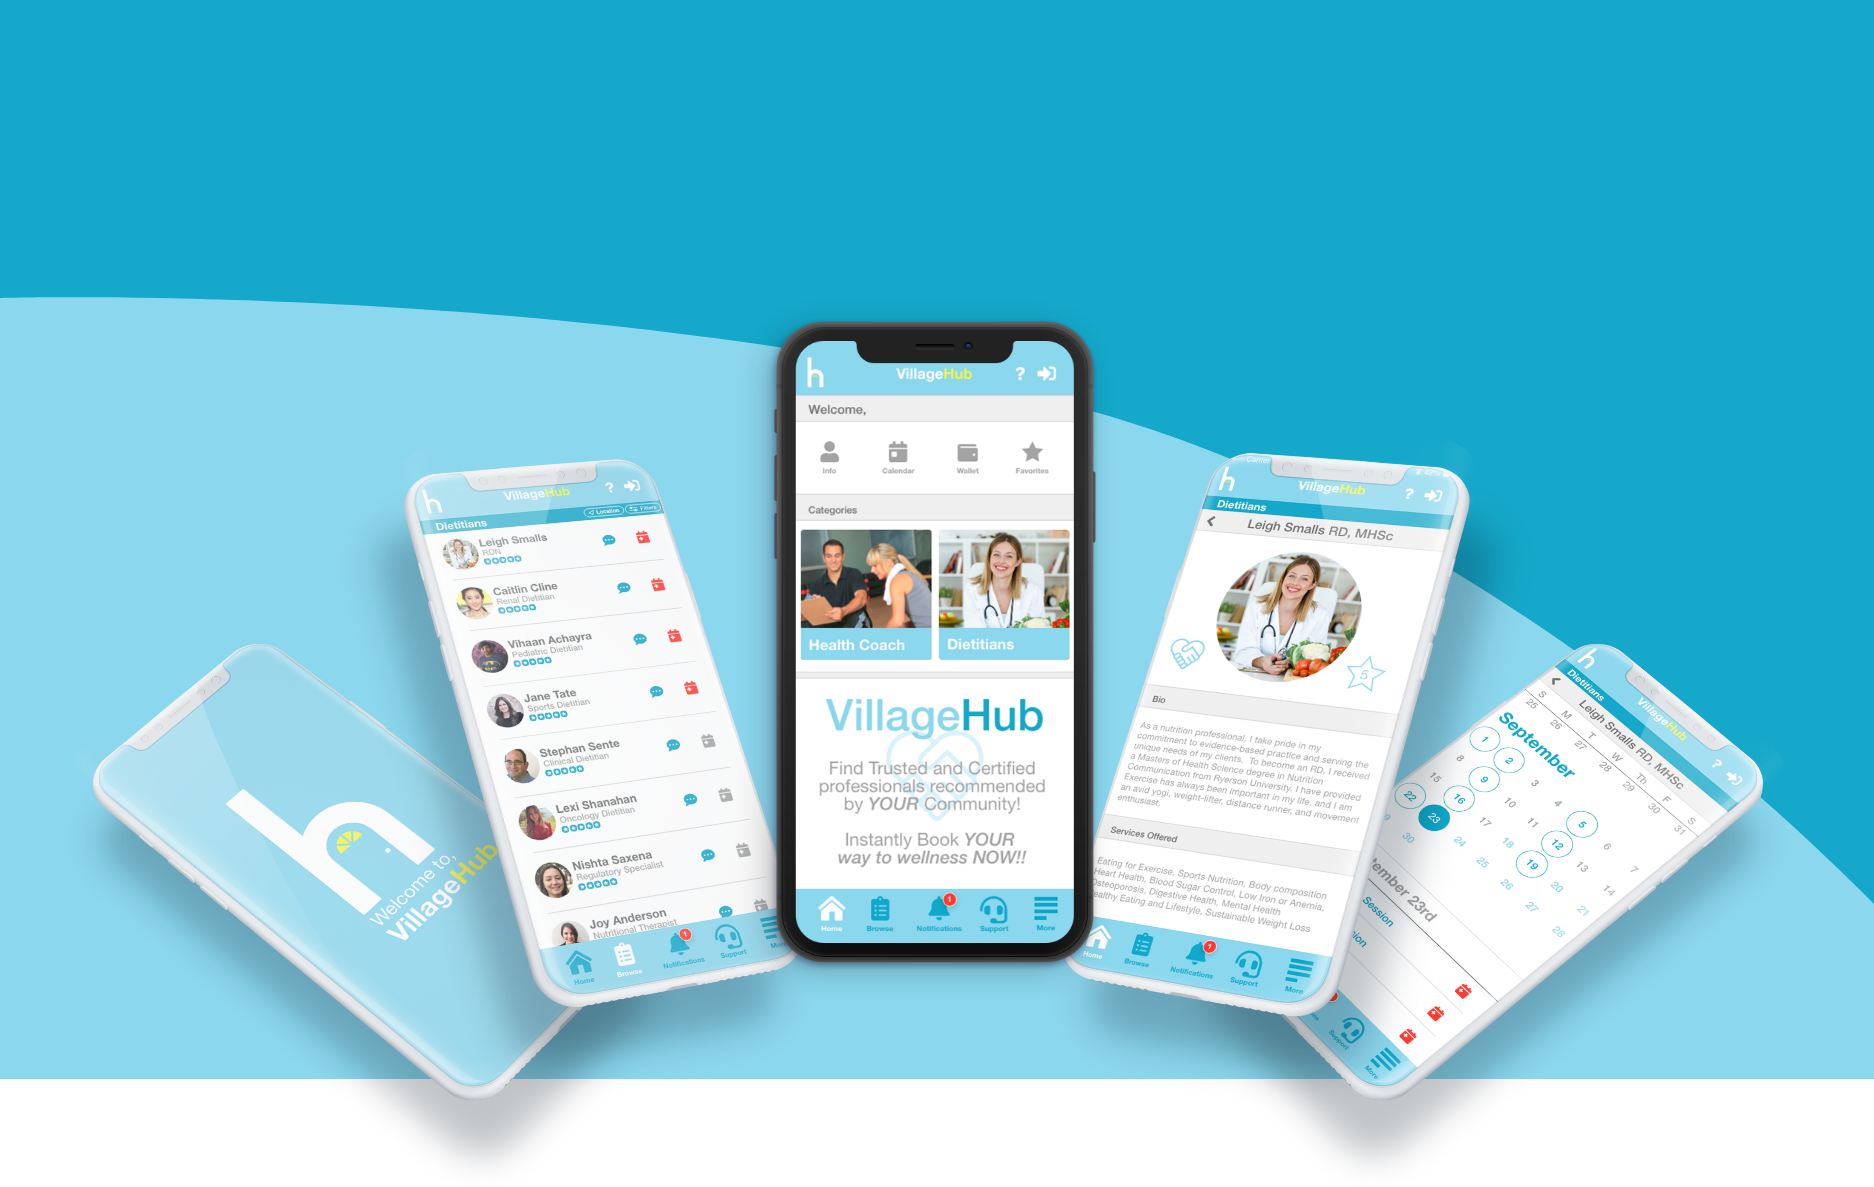 h
Welcome to,
VillageHub
h
VillageHub
?
Dietitians
Location
Filters
Leigh Smalls
RDN
Caitlin Cline
Renal Dietitian
Vihaan Achayra
Pediatric Dietitian
Jane Tate
Sports Dietitian
Stephan Sente
Clinical Dietitian
Lexi Shanahan
Oncology Dietitian
Nishta Saxena
Regulatory Specialist
Joy Anderson
Nutritional Therapist
1
Home
Browse
Notifications
Support
More
h
VillageHub
?
Welcome,
Info
Calendar
Wallet
Favorites
Categories
Health Coach
Dietitians
VillageHub
Find Trusted and Certified
professionals recommended
by YOUR Community!
Instantly Book YOUR
way to wellness NOW!!
1
Home
Browse
Notifications
Support
More
Carrier
42%
h
VillageHub
?
Dietitians
Leigh Smalls RD, MHSc
5
Bio
As a nutrition professional, I take pride in my
commitment to evidence-based practice and serving the
unique needs of my clients. To become an RD, I received
a Masters of Health Science degree in Nutrition
Communication from Ryerson University. I have provided
Exercise has always been important in my life, and I am
an avid yogi, weight-lifter, distance runner, and movement
enthusiast.
Services Offered
Eating for Exercise, Sports Nutrition, Body composition
Heart Health, Blood Sugar Control, Low Iron or Anemia,
Osteoporosis, Digestive Health, Mental Health
ealthy Eating and Lifestyle, Sustainable Weight Loss
1
Home
Browse
Notifications
Support
More
h
VillageHub
?
Dietitians
Leigh Smalls RD, MHSc
S M T W Th F S
25 26 27 28 29 30 31
September
1 2 3 4 5 6 7
8 9 10 11 12 13 14
15 16 17 18 19 20 21
22 23 24 25 26 27 28
9 30
tember 23rd
Session
sion
Support
More